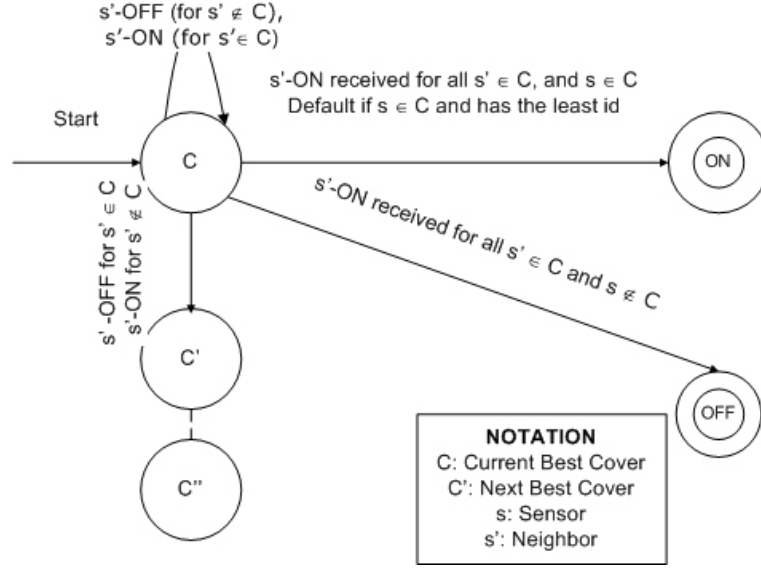 s'-OFF (for s' ∉ C),
s'-ON (for s'∈ C)
s'-ON received for all s' ∈ C, and s ∈ C
Default if s ∈ C and has the least id
Start
C
ON
s'-ON received for all s' ∈ C and s ∉ C
s'-OFF for s' ∈ C
s'-ON for s' ∉ C
C'
OFF
C"
NOTATION
C: Current Best Cover
C': Next Best Cover
s: Sensor
s': Neighbor